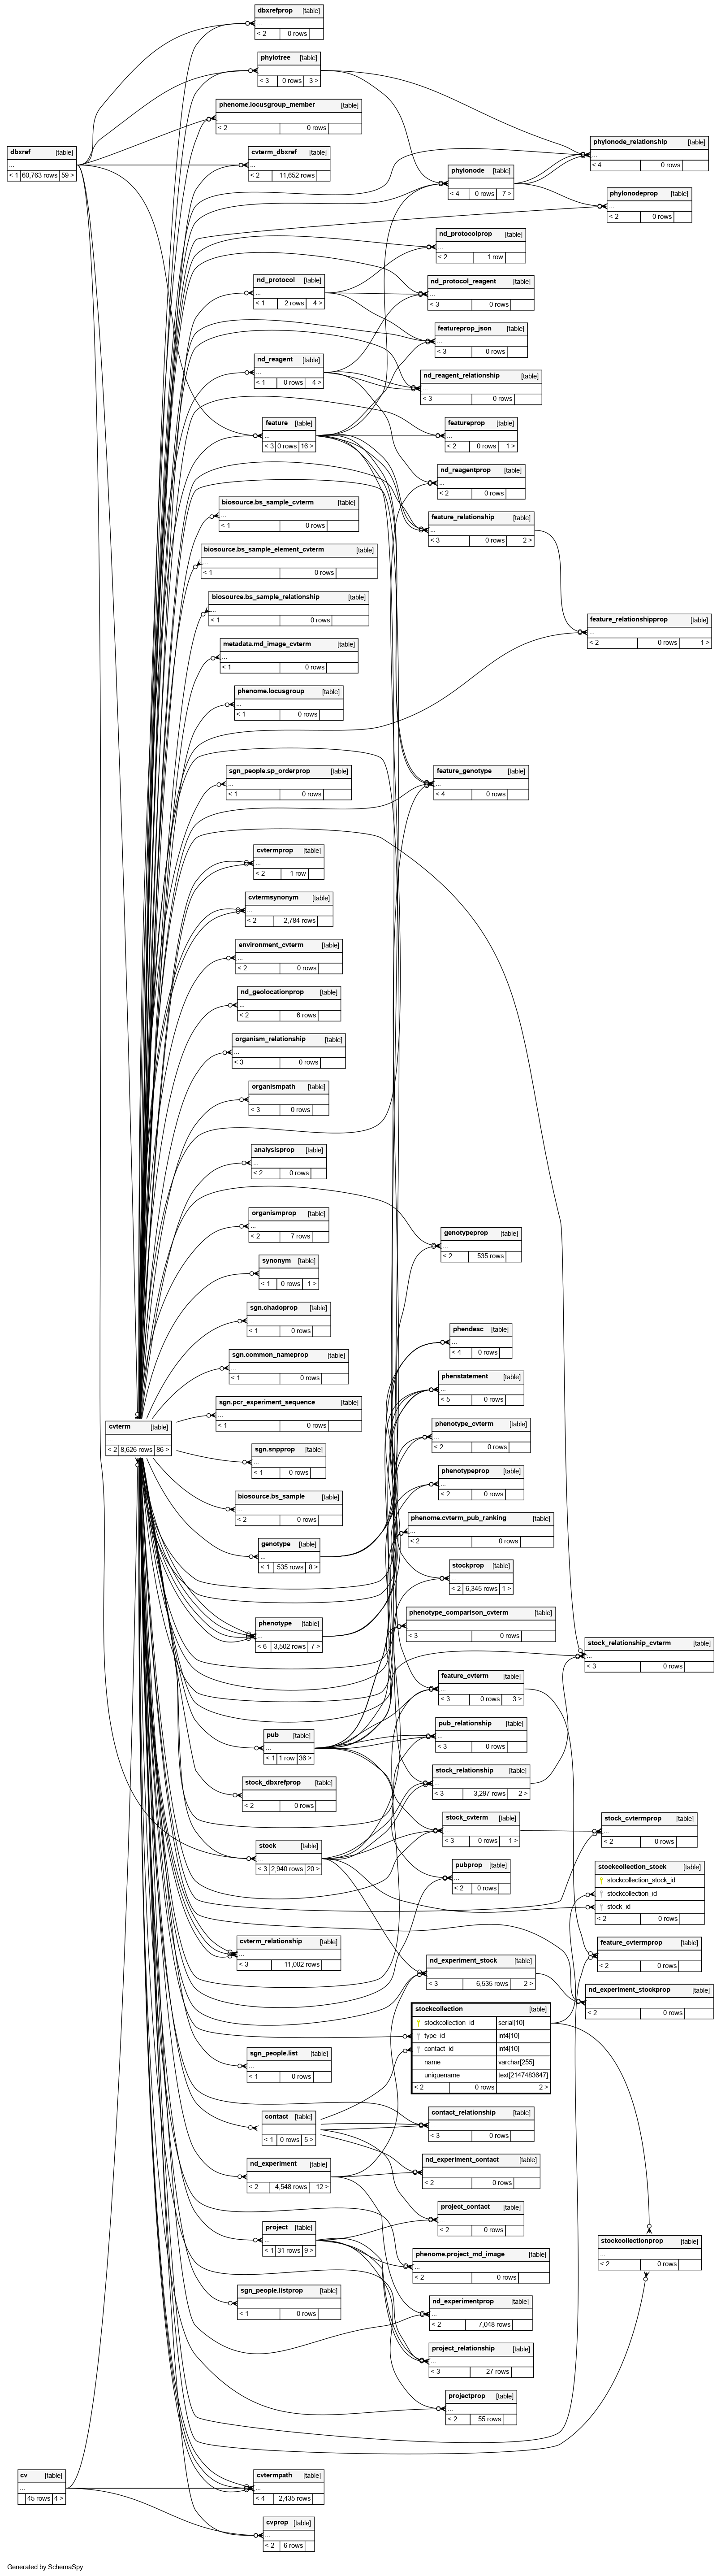 dbxrefprop [table]
...
< 2 0 rows
phylotree [table]
...
< 3 0 rows 3 >
phenome.locusgroup_member [table]
...
< 2 0 rows
dbxref [table]
...
< 1 60,763 rows 59 >
cvterm_dbxref [table]
...
< 2 11,652 rows
phylonode_relationship [table]
...
< 4 0 rows
phylonode [table]
...
< 4 0 rows 7 >
phylonodeprop [table]
...
< 2 0 rows
nd_protocolprop [table]
...
< 2 1 row
nd_protocol [table]
...
< 1 2 rows 4 >
nd_protocol_reagent [table]
...
< 3 0 rows
featureprop_json [table]
...
< 3 0 rows
nd_reagent [table]
...
< 1 0 rows 4 >
nd_reagent_relationship [table]
...
< 3 0 rows
feature [table]
...
< 3 0 rows 16 >
featureprop [table]
...
< 2 0 rows 1 >
nd_reagentprop [table]
...
< 2 0 rows
biosource.bs_sample_cvterm [table]
...
< 1 0 rows
feature_relationship [table]
...
< 3 0 rows 2 >
biosource.bs_sample_element_cvterm [table]
...
< 1 0 rows
biosource.bs_sample_relationship [table]
...
< 1 0 rows
feature_relationshipprop [table]
...
< 2 0 rows 1 >
metadata.md_image_cvterm [table]
...
< 1 0 rows
phenome.locusgroup [table]
...
< 1 0 rows
sgn_people.sp_orderprop [table]
...
< 1 0 rows
feature_genotype [table]
...
< 4 0 rows
cvtermprop [table]
...
< 2 1 row
cvtermsynonym [table]
...
< 2 2,784 rows
environment_cvterm [table]
...
< 2 0 rows
nd_geolocationprop [table]
...
< 2 6 rows
organism_relationship [table]
...
< 3 0 rows
organismpath [table]
...
< 3 0 rows
analysisprop [table]
...
< 2 0 rows
organismprop [table]
...
< 2 7 rows
genotypeprop [table]
...
< 2 535 rows
synonym [table]
...
< 1 0 rows 1 >
sgn.chadoprop [table]
...
< 1 0 rows
phendesc [table]
...
< 4 0 rows
sgn.common_nameprop [table]
...
< 1 0 rows
phenstatement [table]
...
< 5 0 rows
sgn.pcr_experiment_sequence [table]
...
< 1 0 rows
cvterm [table]
...
< 2 8,626 rows 86 >
phenotype_cvterm [table]
...
< 2 0 rows
sgn.snpprop [table]
...
< 1 0 rows
phenotypeprop [table]
...
< 2 0 rows
biosource.bs_sample [table]
...
< 2 0 rows
phenome.cvterm_pub_ranking [table]
...
< 2 0 rows
genotype [table]
...
< 1 535 rows 8 >
stockprop [table]
...
< 2 6,345 rows 1 >
phenotype_comparison_cvterm [table]
...
< 3 0 rows
phenotype [table]
...
< 6 3,502 rows 7 >
stock_relationship_cvterm [table]
...
< 3 0 rows
feature_cvterm [table]
...
< 3 0 rows 3 >
pub_relationship [table]
...
< 3 0 rows
pub [table]
...
< 1 1 row 36 >
stock_relationship [table]
...
< 3 3,297 rows 2 >
stock_dbxrefprop [table]
...
< 2 0 rows
stock_cvterm [table]
...
< 3 0 rows 1 >
stock_cvtermprop [table]
...
< 2 0 rows
stock [table]
...
< 3 2,940 rows 20 >
pubprop [table]
...
< 2 0 rows
stockcollection_stock [table]
stockcollection_stock_id
stockcollection_id
stock_id
< 2 0 rows
cvterm_relationship [table]
...
< 3 11,002 rows
feature_cvtermprop [table]
...
< 2 0 rows
nd_experiment_stock [table]
...
< 3 6,535 rows 2 >
nd_experiment_stockprop [table]
...
< 2 0 rows
stockcollection [table]
stockcollection_id serial[10]
type_id int4[10]
contact_id int4[10]
name varchar[255]
uniquename text[2147483647]
< 2 0 rows 2 >
sgn_people.list [table]
...
< 1 0 rows
contact [table]
...
< 1 0 rows 5 >
contact_relationship [table]
...
< 3 0 rows
nd_experiment [table]
...
< 2 4,548 rows 12 >
nd_experiment_contact [table]
...
< 2 0 rows
project_contact [table]
...
< 2 0 rows
project [table]
...
< 1 31 rows 9 >
stockcollectionprop [table]
...
< 2 0 rows
phenome.project_md_image [table]
...
< 2 0 rows
sgn_people.listprop [table]
...
< 1 0 rows
nd_experimentprop [table]
...
< 2 7,048 rows
project_relationship [table]
...
< 3 27 rows
projectprop [table]
...
< 2 55 rows
cv [table]
...
45 rows 4 >
cvtermpath [table]
...
< 4 2,435 rows
cvprop [table]
...
< 2 6 rows
Generated by SchemaSpy